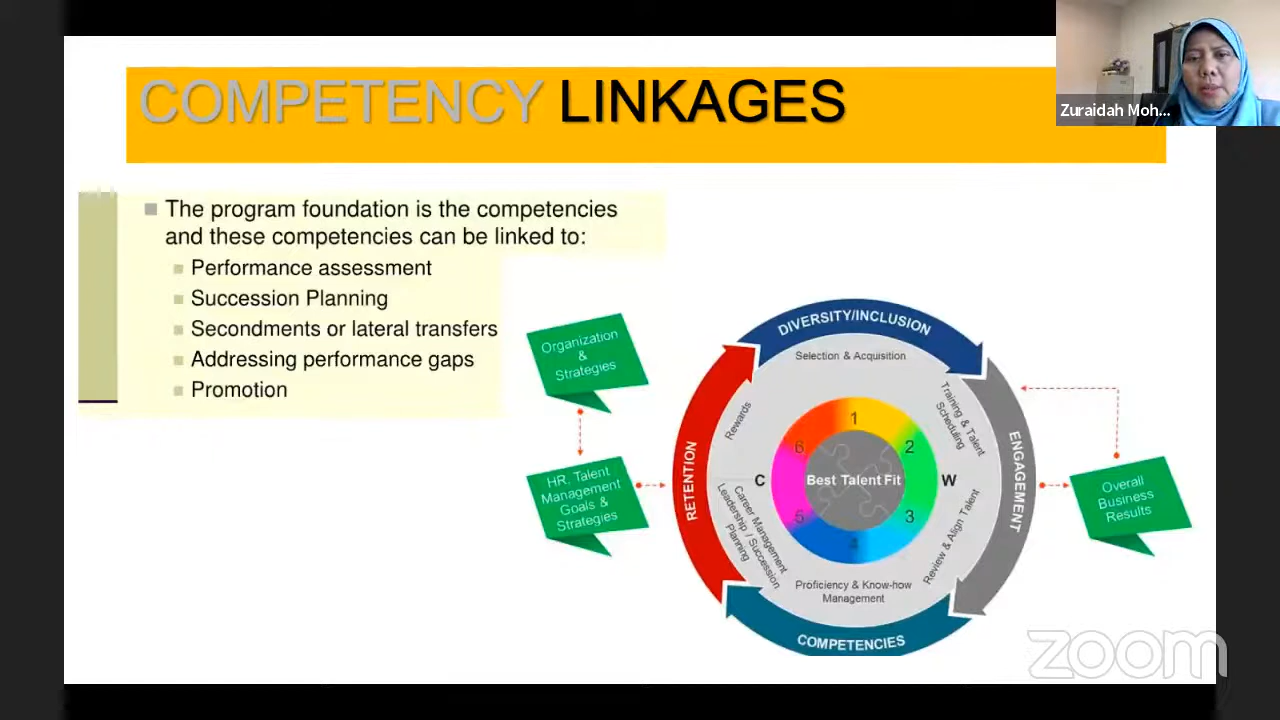 COMPETENCY LINKAGES
Zuraidah Moh...
The program foundation is the competencies
and these competencies can be linked to:
Performance assessment
Succession Planning
Secondments or lateral transfers
Addressing performance gaps
Promotion
Organization
&
Strategies
HR, Talent
Management
Goals &
Strategies
DIVERSITY/INCLUSION
ENGAGEMENT
COMPETENCIES
RETENTION
Selection & Acquisition
Training & Talent
Scheduling
Review & Align Talent
Proficiency & Know-how
Management
Career Management
Leadership / Succession
Planning
Rewards
C
W
1
2
3
4
5
6
Best Talent Fit
Overall
Business
Results
zoom